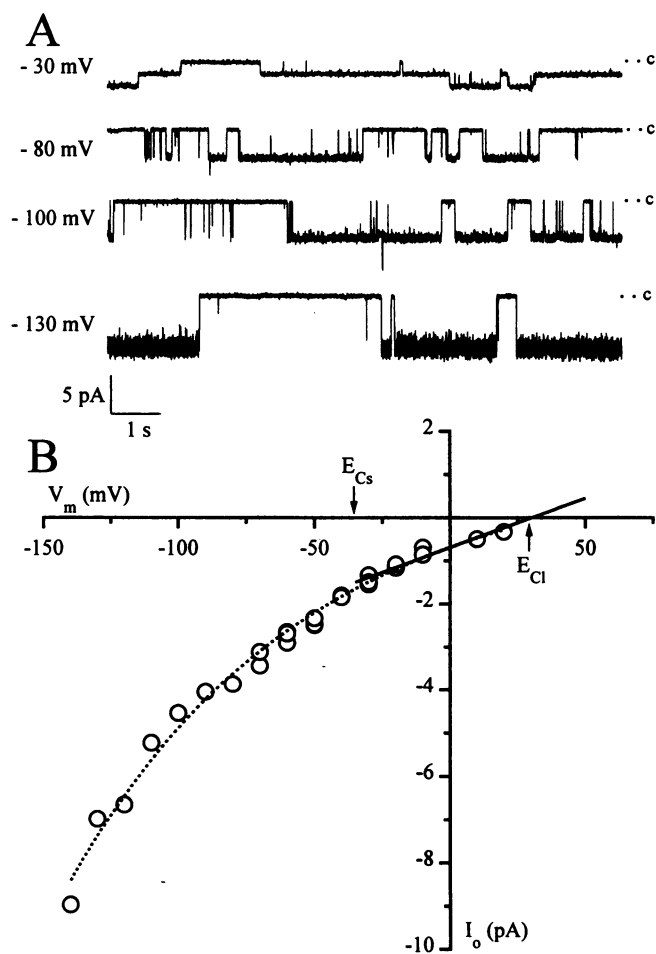 A
- 30 mV
·· c
- 80 mV
·· c
- 100 mV
·· c
- 130 mV
·· c
5 pA
1 s
B
2
E_Cs
V_m (mV)
-150
-100
-50
50
E_Cl
-2
-4
-6
-8
-10
I_o (pA)